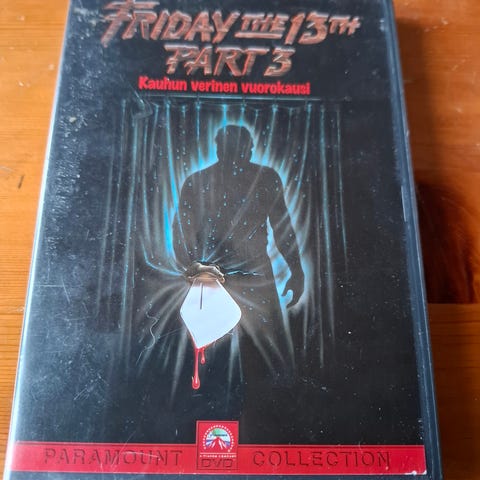 FRIDAY THE 13TH
PART 3
Kauhun verinen vuorokausi
PARAMOUNT DVD COLLECTION